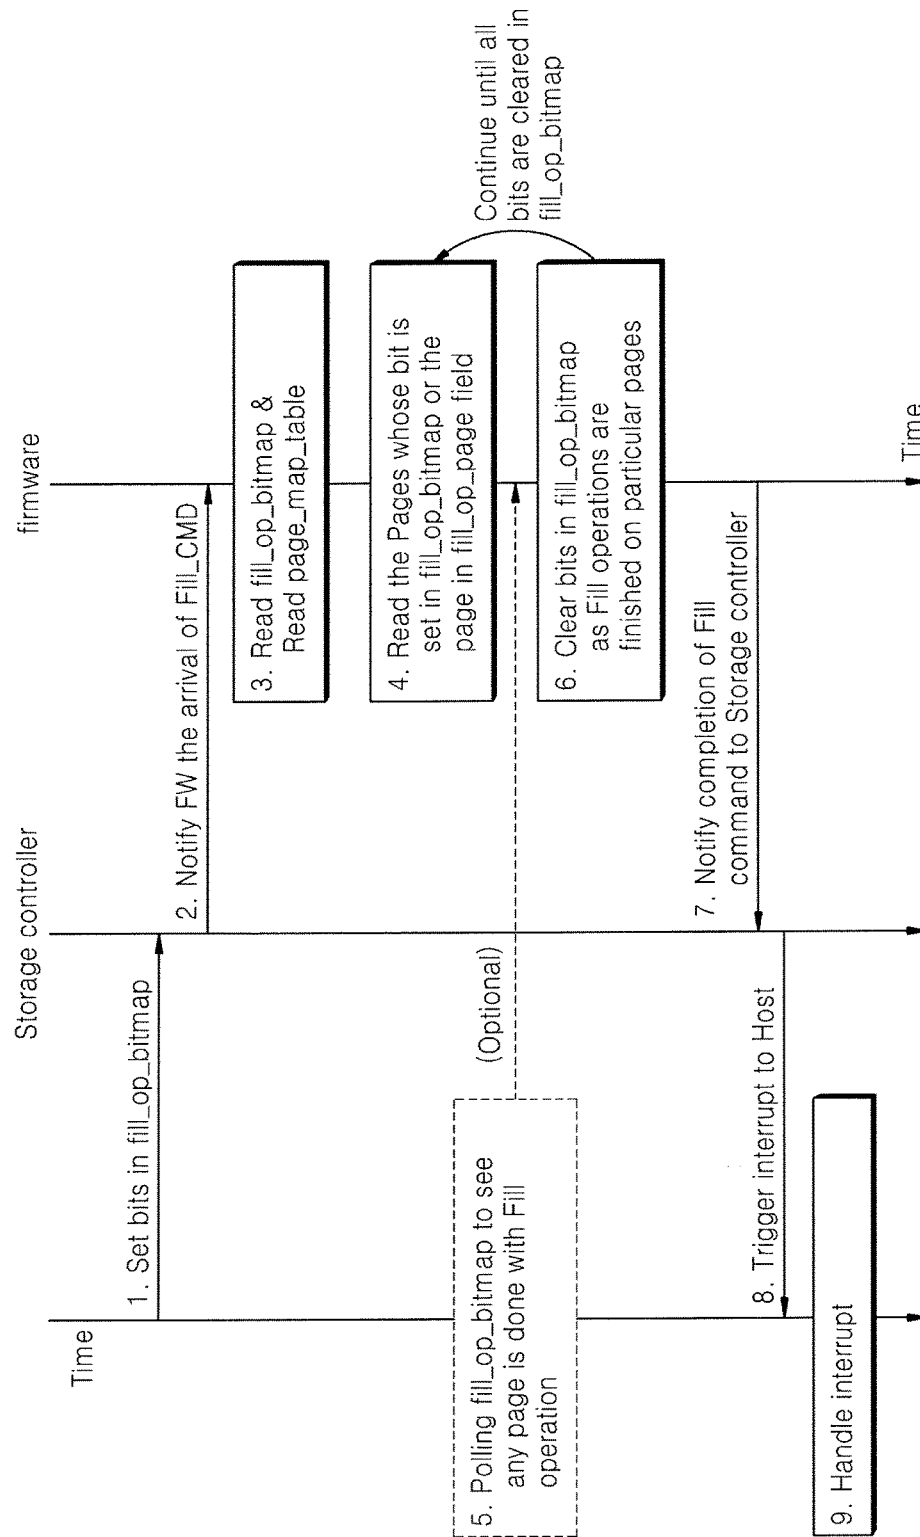 Time
Storage controller
firmware
1. Set bits in fill_op_bitmap
2. Notify FW the arrival of Fill_CMD
3. Read fill_op_bitmap &
Read page_map_table
4. Read the Pages whose bit is
set in fill_op_bitmap or the
page in fill_op_page field
5. Polling fill_op_bitmap to see
any page is done with Fill
operation
(Optional)
6. Clear bits in fill_op_bitmap
as Fill operations are
finished on particular pages
Continue until all
bits are cleared in
fill_op_bitmap
7. Notify completion of Fill
command to Storage controller
8. Trigger interrupt to Host
9. Handle interrupt
Time